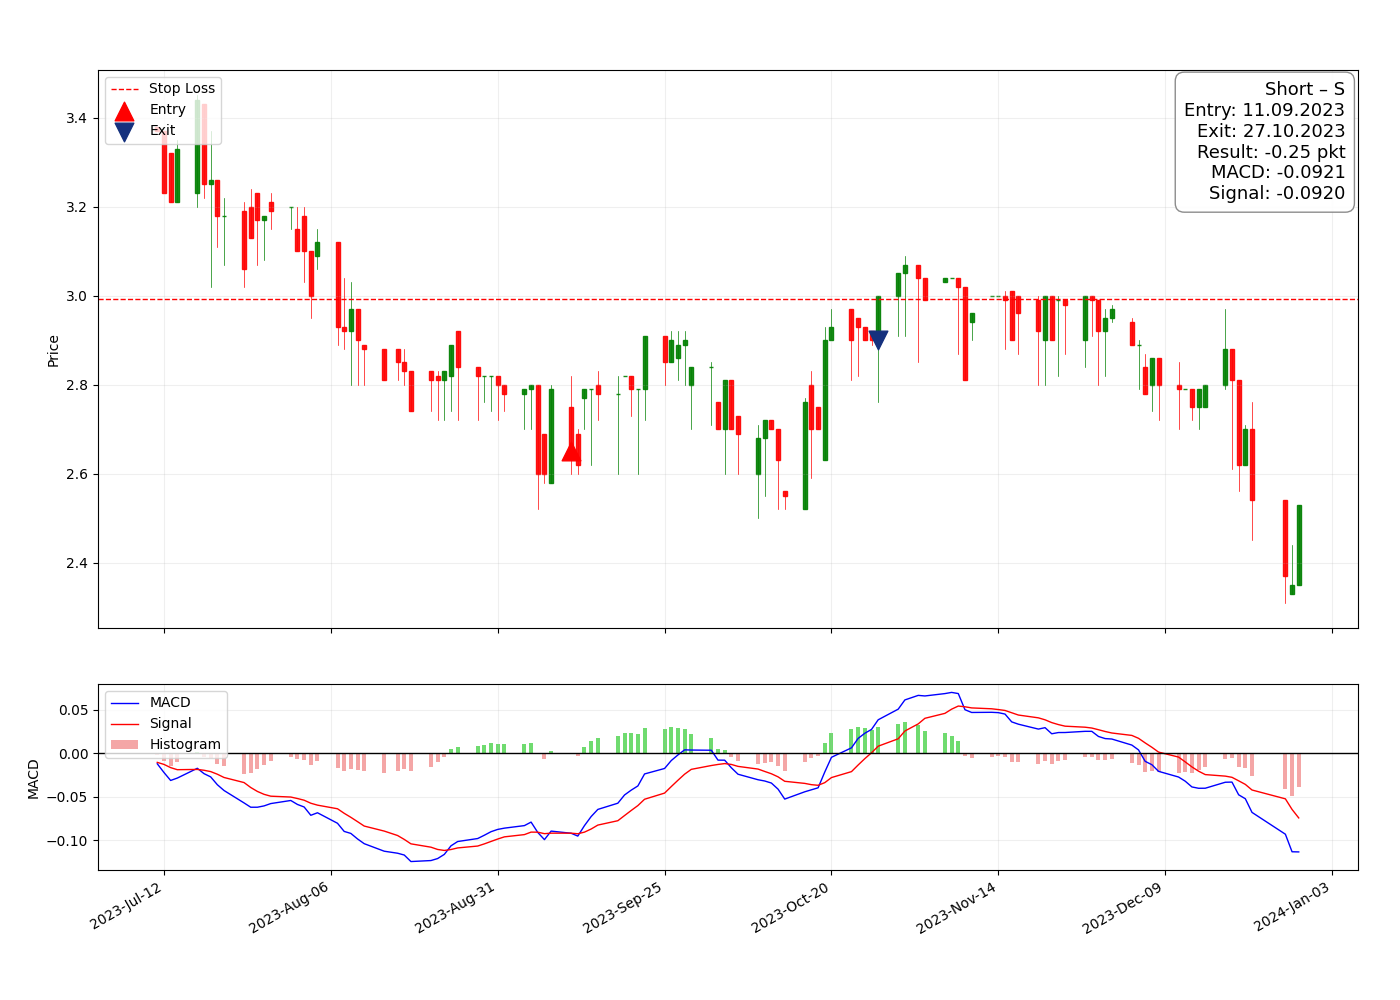 Stop Loss
Entry
Exit
Short – S
Entry: 11.09.2023
Exit: 27.10.2023
Result: -0.25 pkt
MACD: -0.0921
Signal: -0.0920
3.4
3.2
3.0
2.8
2.6
2.4
Price
MACD
Signal
Histogram
0.05
0.00
−0.05
−0.10
MACD
2023-Jul-12
2023-Aug-06
2023-Aug-31
2023-Sep-25
2023-Oct-20
2023-Nov-14
2023-Dec-09
2024-Jan-03